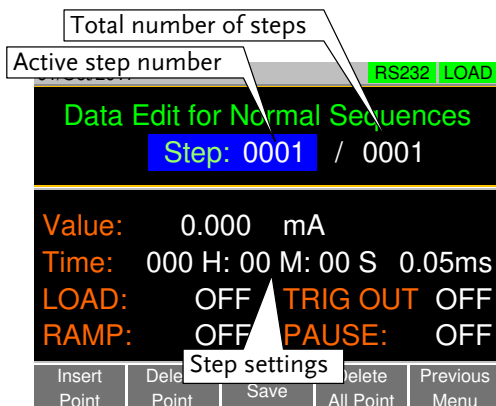 Total number of steps
Active step number
RS232 LOAD
Data Edit for Normal Sequences
Step: 0001 / 0001
Value: 0.000 mA
Time: 000 H: 00 M: 00 S 0.05ms
LOAD: OFF TRIG OUT OFF
RAMP: OFF PAUSE: OFF
Step settings
Insert Point
Point
Save
Delete All Point
Previous Menu